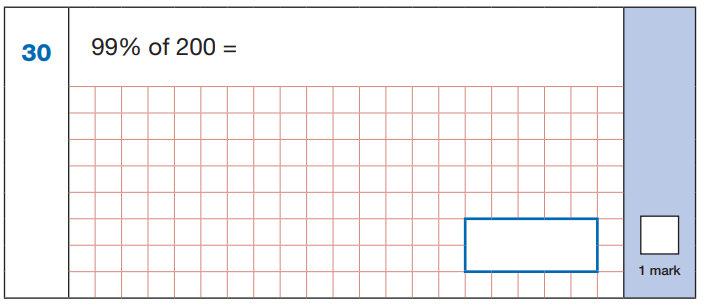 30
99% of 200 =
1 mark